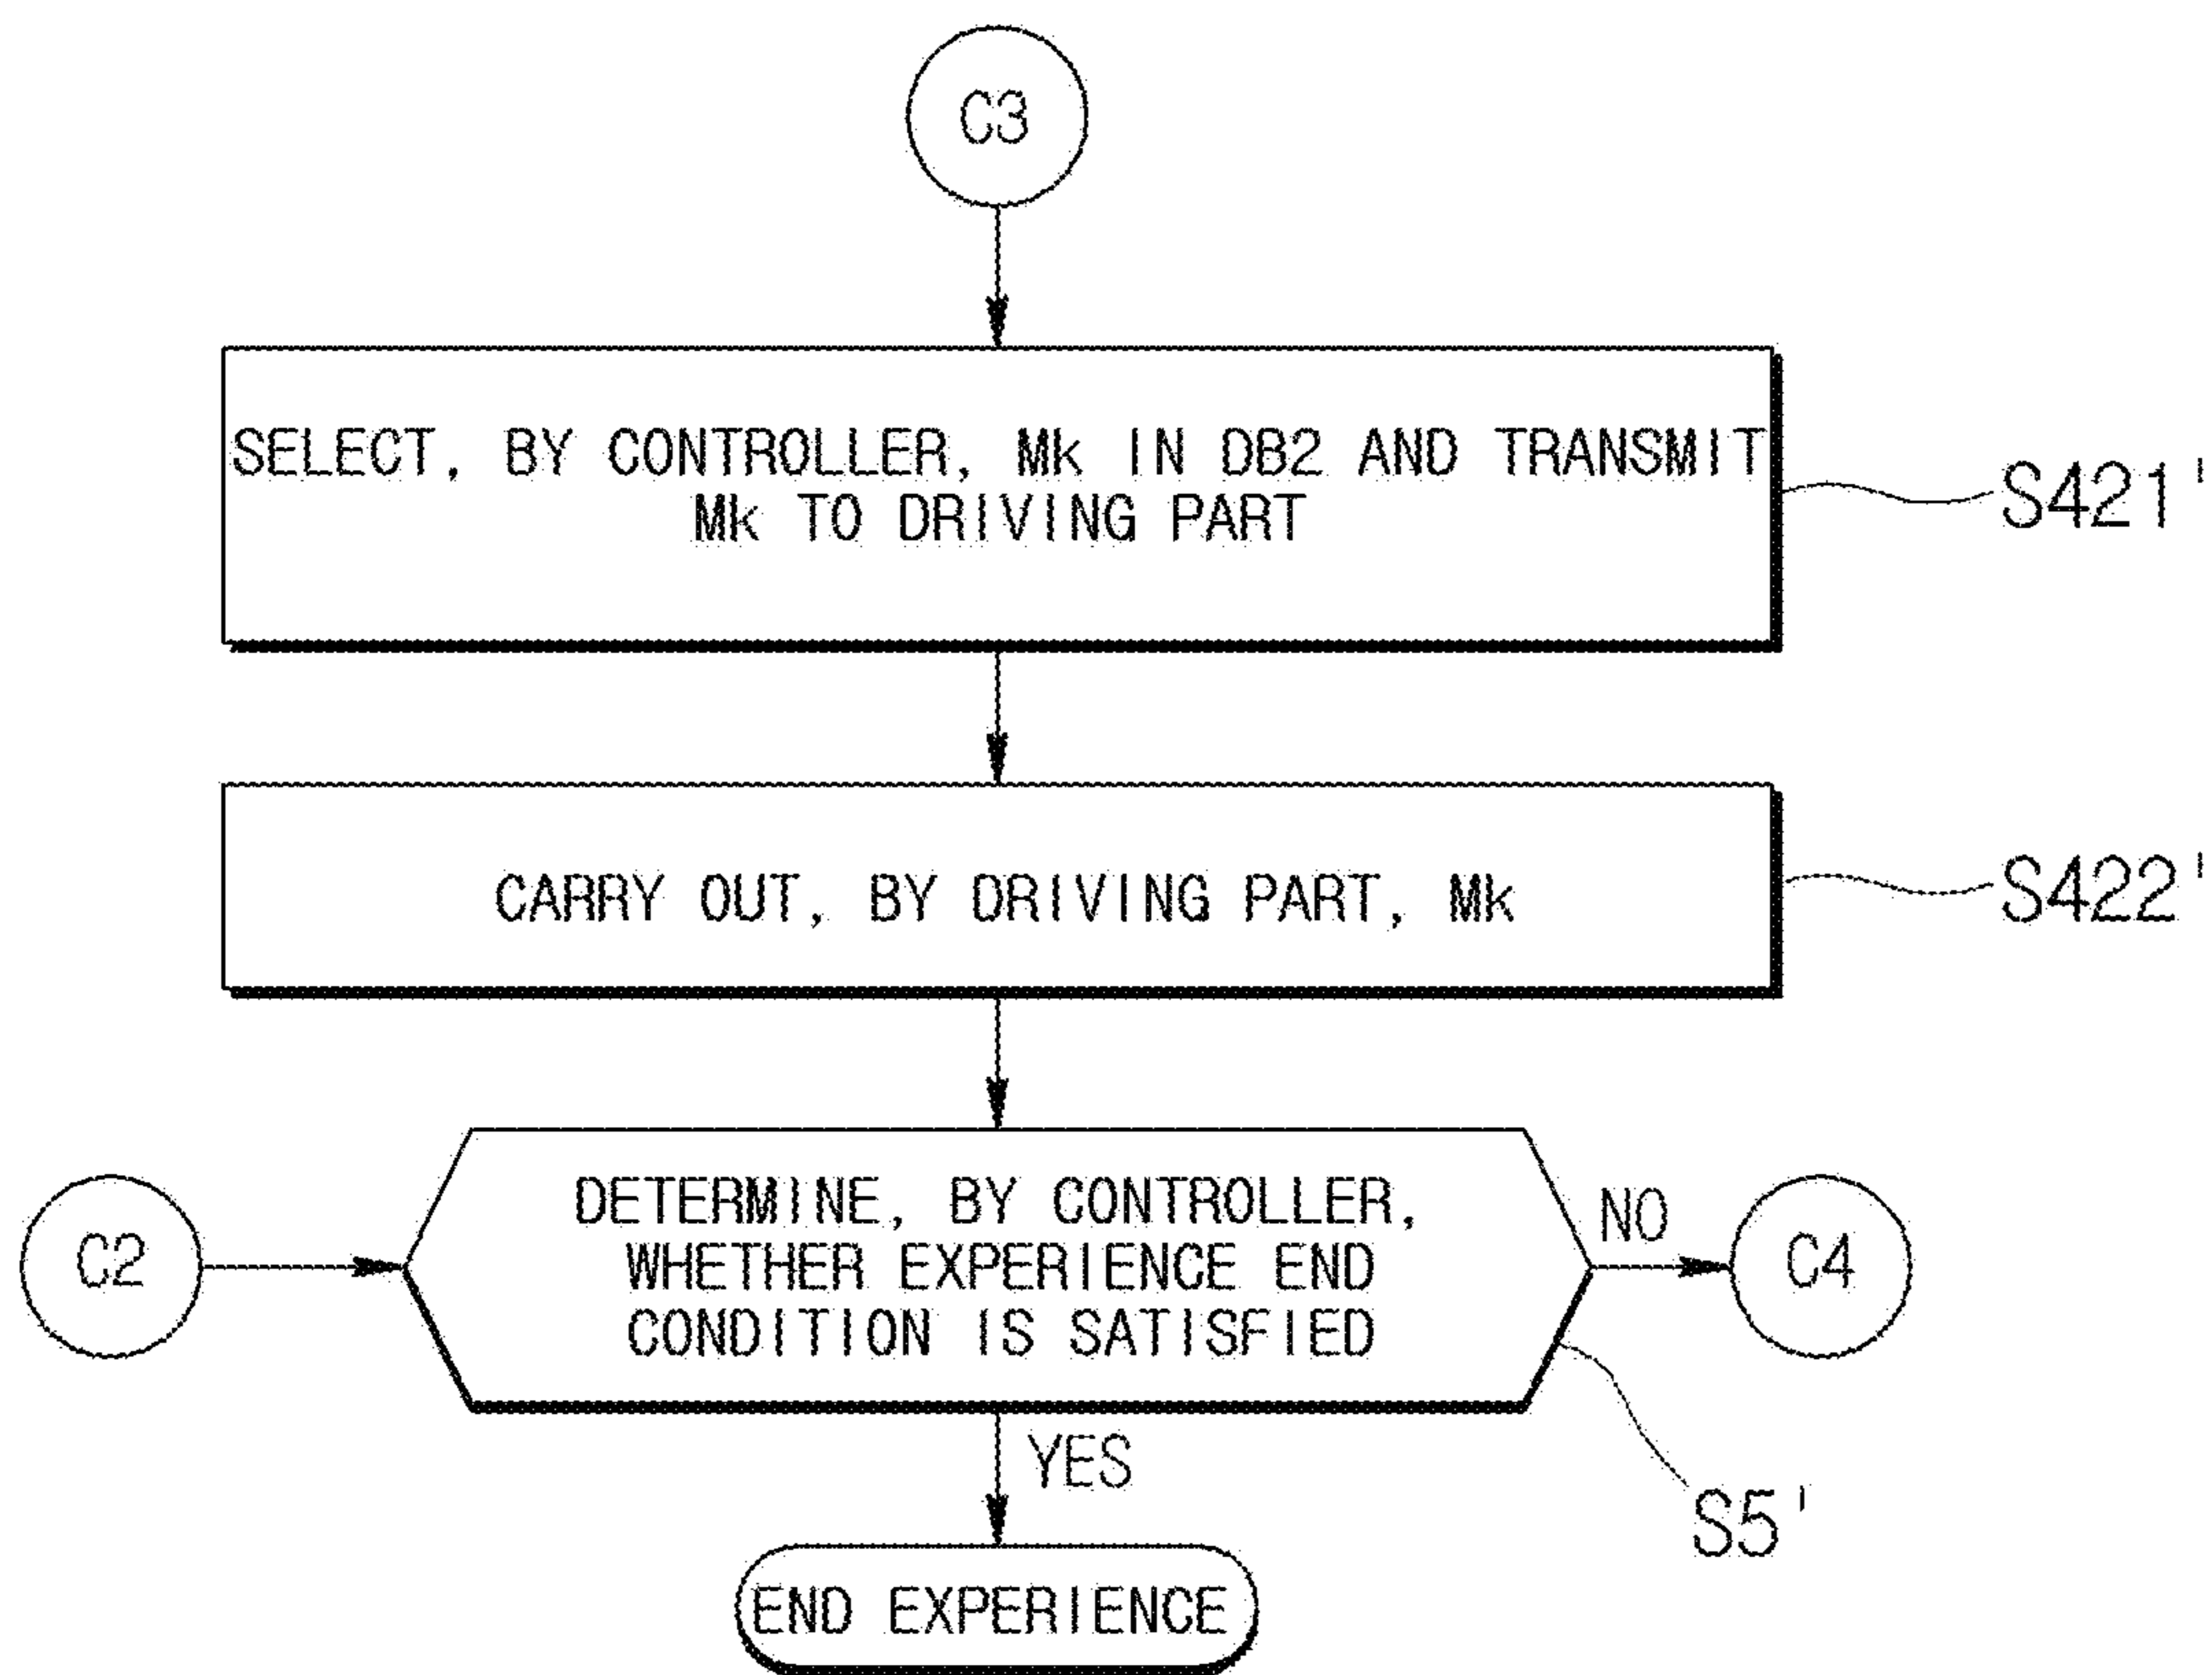 C3
SELECT, BY CONTROLLER, Mk IN DB2 AND TRANSMIT
Mk TO DRIVING PART
S421'
CARRY OUT, BY DRIVING PART, Mk
S422'
C2
DETERMINE, BY CONTROLLER,
WHETHER EXPERIENCE END
CONDITION IS SATISFIED
NO
C4
YES
S5'
END EXPERIENCE